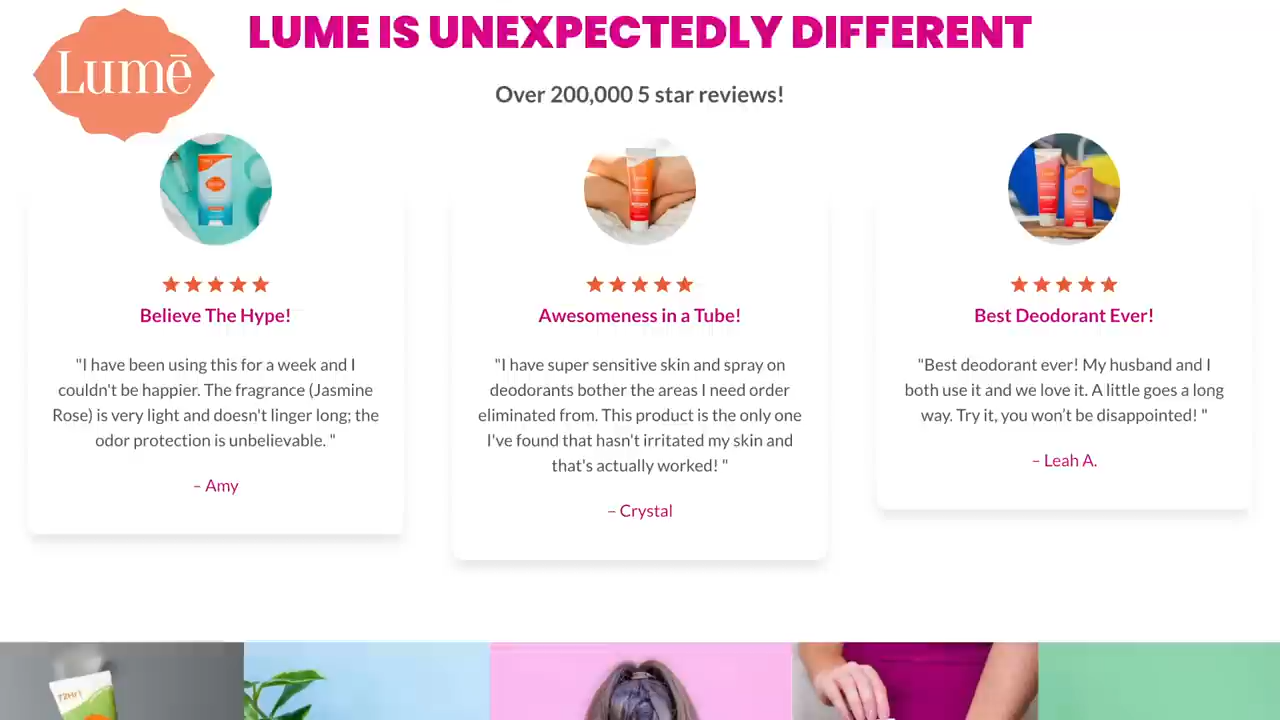 LUME IS UNEXPECTEDLY DIFFERENT
Lumē
Over 200,000 5 star reviews!
Believe The Hype!
"I have been using this for a week and I
couldn't be happier. The fragrance (Jasmine
Rose) is very light and doesn't linger long; the
odor protection is unbelievable. "
– Amy
Awesomeness in a Tube!
"I have super sensitive skin and spray on
deodorants bother the areas I need order
eliminated from. This product is the only one
I've found that hasn't irritated my skin and
that's actually worked! "
– Crystal
Best Deodorant Ever!
"Best deodorant ever! My husband and I
both use it and we love it. A little goes a long
way. Try it, you won’t be disappointed! "
– Leah A.
72Hr